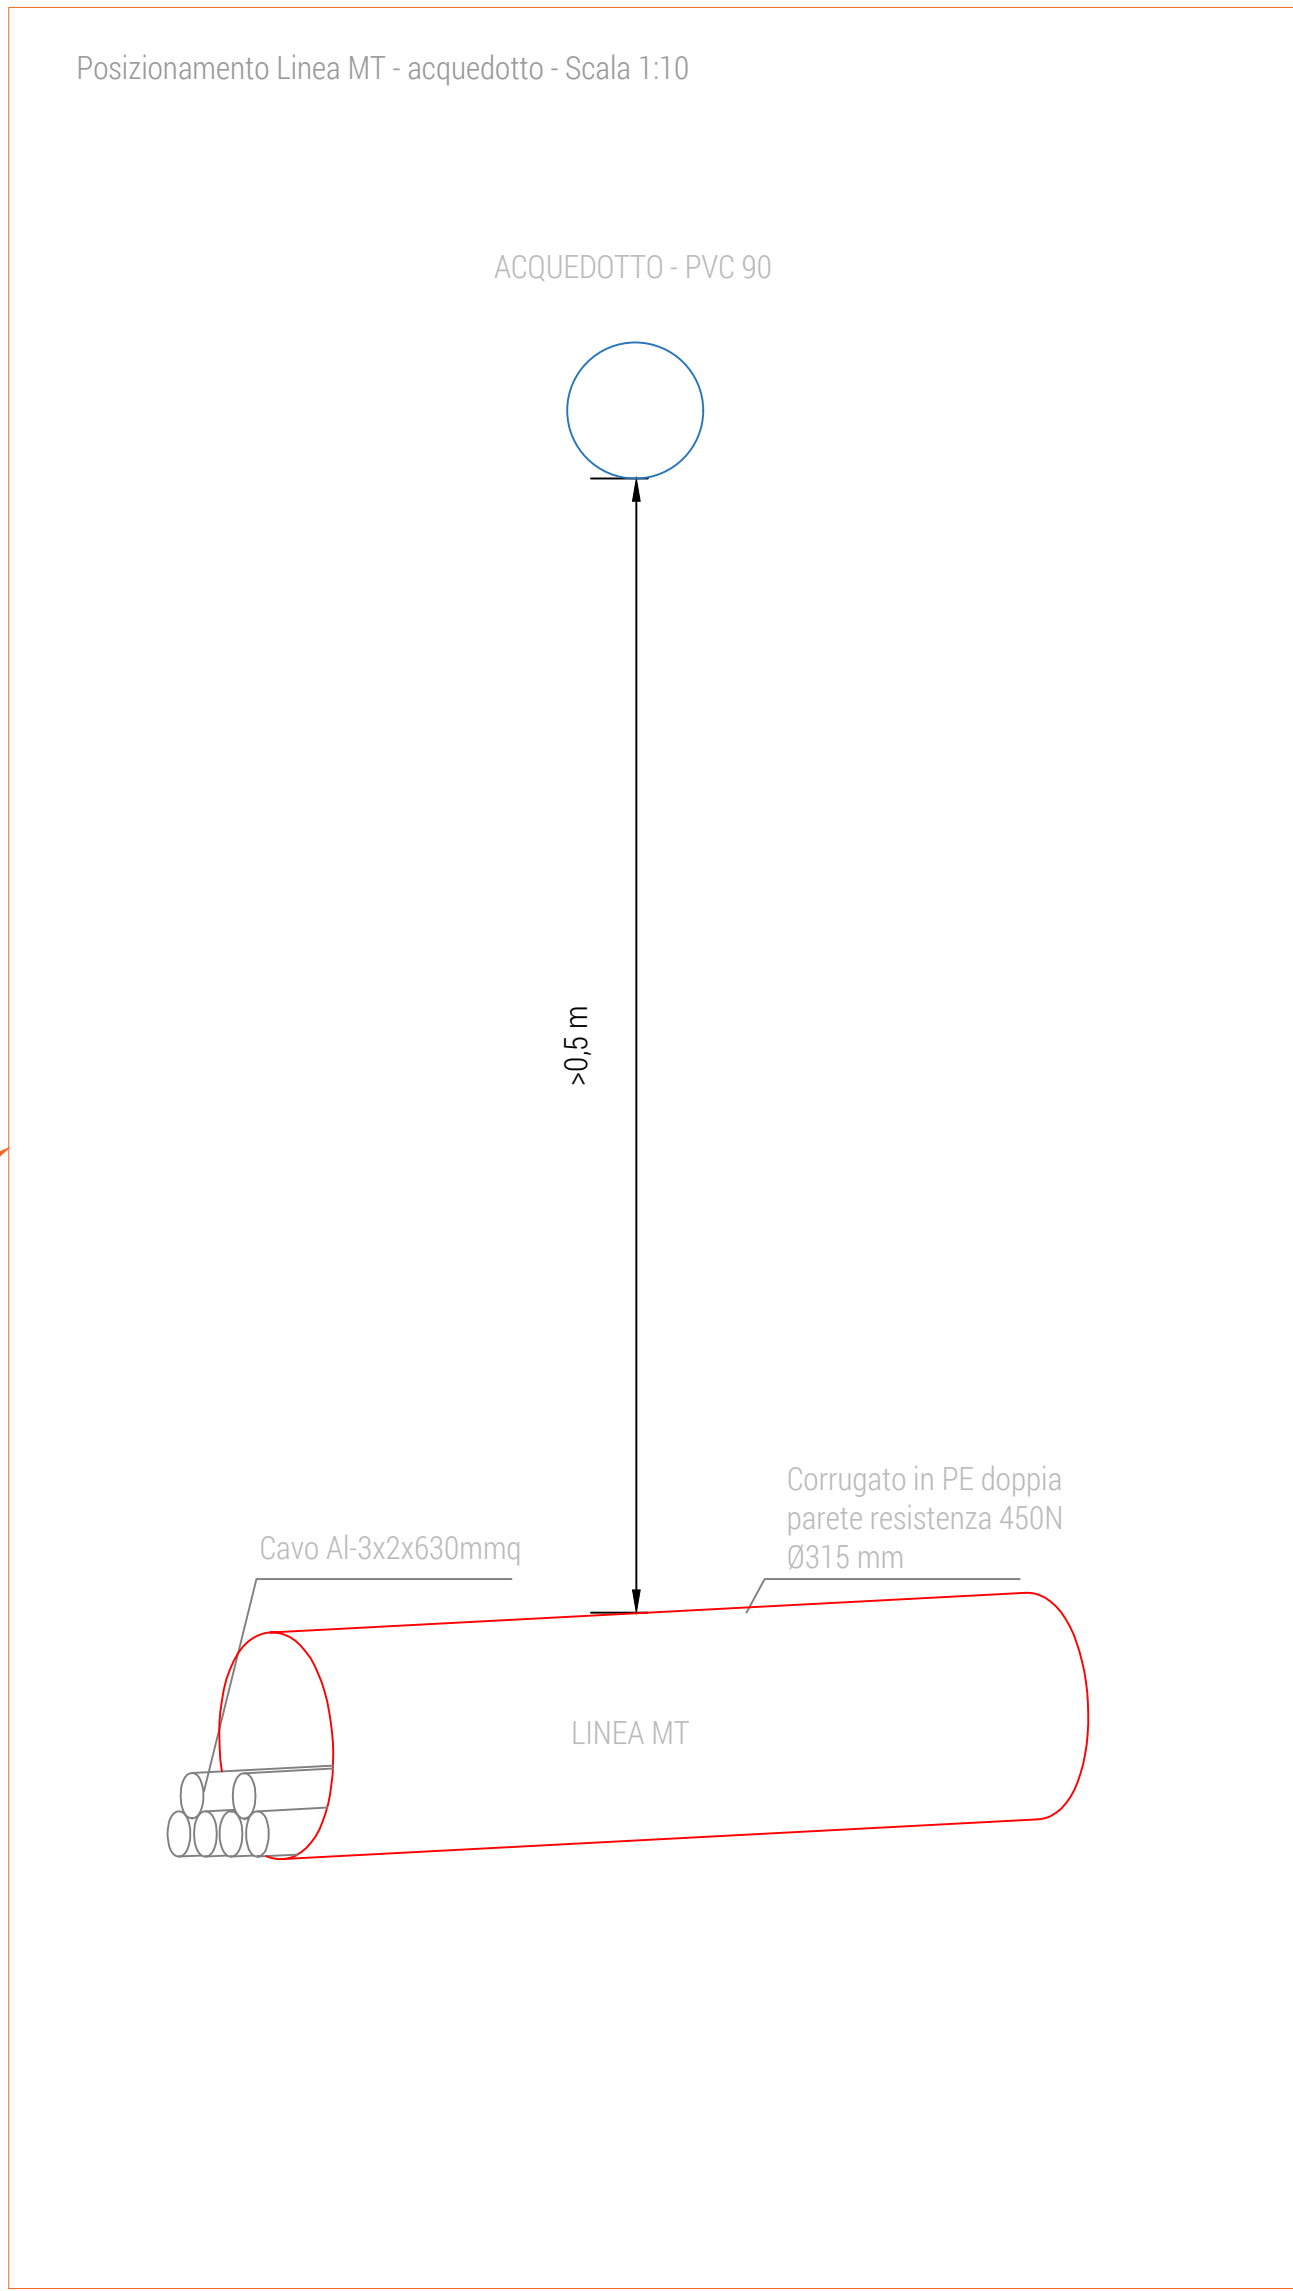 Posizionamento Linea MT - acquedotto - Scala 1:10
ACQUEDOTTO - PVC 90
>0,5 m
Corrugato in PE doppia
parete resistenza 450N
Ø315 mm
Cavo Al-3x2x630mmq
LINEA MT